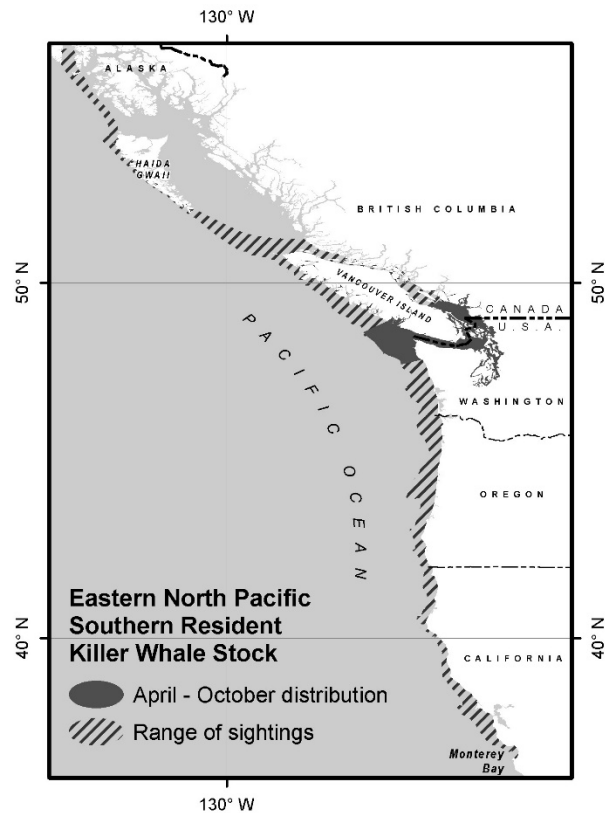 130° W
ALASKA
HAIDA
GWAII
BRITISH COLUMBIA
50° N
50° N
VANCOUVER ISLAND
CANADA
U.S.A.
PACIFIC OCEAN
WASHINGTON
OREGON
Eastern North Pacific
Southern Resident
Killer Whale Stock
40° N
40° N
CALIFORNIA
April - October distribution
Range of sightings
Monterey
Bay
130° W